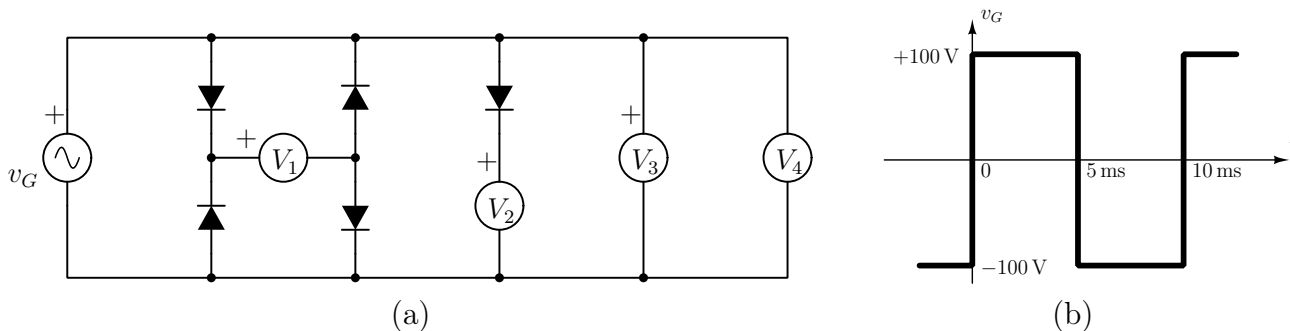 +
v_G
+
V_1
+
V_2
+
V_3
V_4
(a)
v_G
+100 V
0
5 ms
10 ms
−100 V
(b)